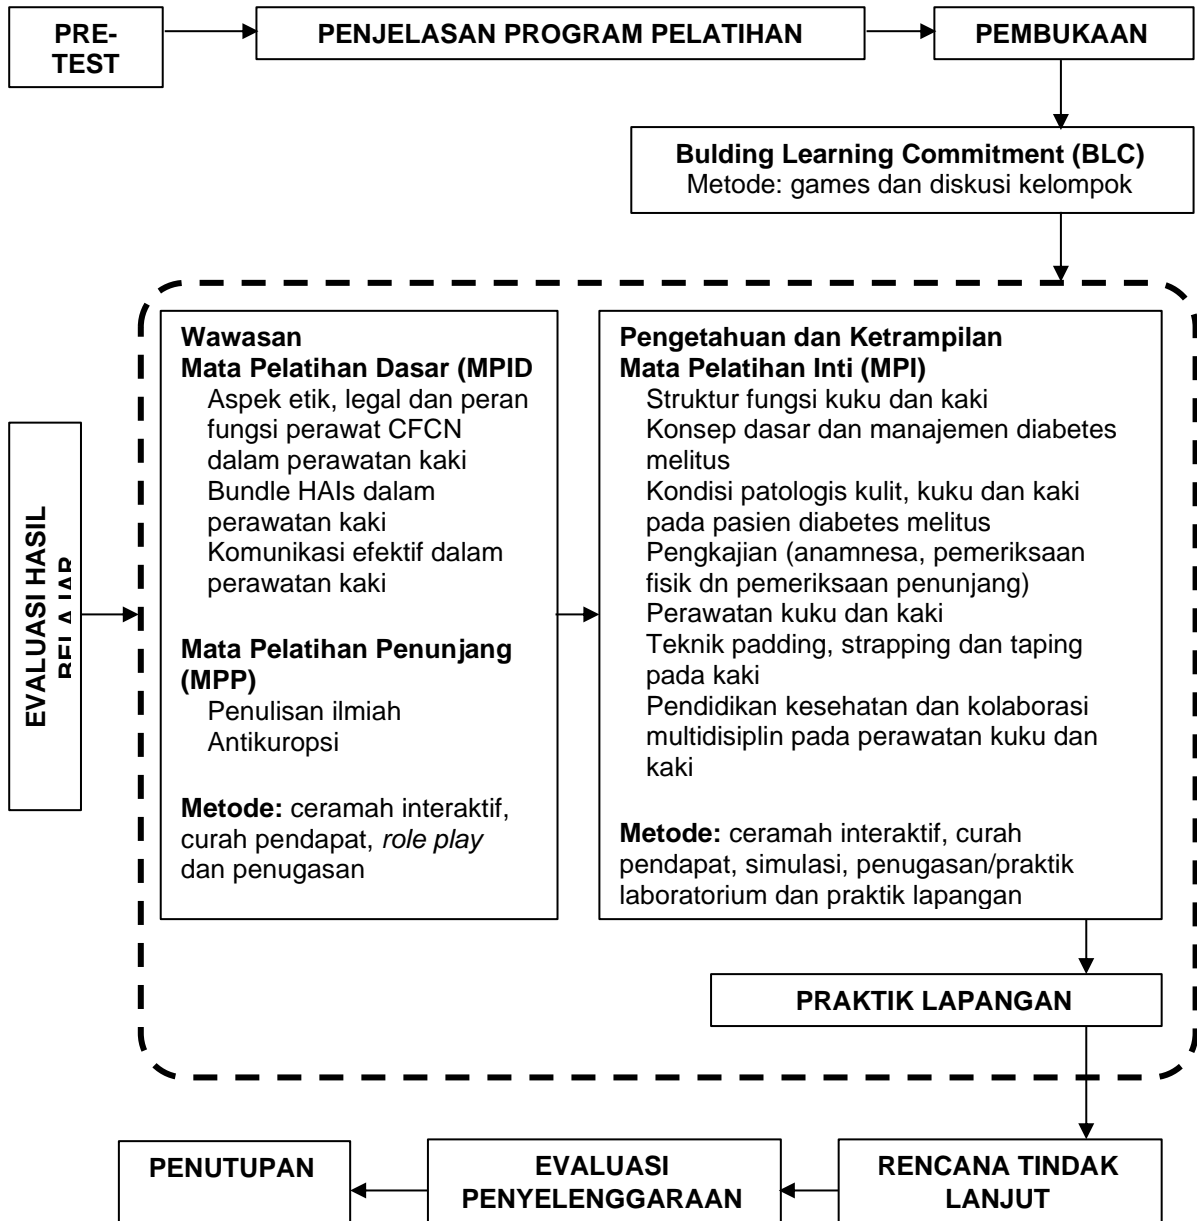 PRE-
TEST
PENJELASAN PROGRAM PELATIHAN
PEMBUKAAN
Bulding Learning Commitment (BLC)
Metode: games dan diskusi kelompok
EVALUASI HASIL
BELAJAR
Wawasan
Mata Pelatihan Dasar (MPID
Aspek etik, legal dan peran
fungsi perawat CFCN
dalam perawatan kaki
Bundle HAIs dalam
perawatan kaki
Komunikasi efektif dalam
perawatan kaki
Mata Pelatihan Penunjang
(MPP)
Penulisan ilmiah
Antikuropsi
Metode: ceramah interaktif,
curah pendapat, role play
dan penugasan
Pengetahuan dan Ketrampilan
Mata Pelatihan Inti (MPI)
Struktur fungsi kuku dan kaki
Konsep dasar dan manajemen diabetes
melitus
Kondisi patologis kulit, kuku dan kaki
pada pasien diabetes melitus
Pengkajian (anamnesa, pemeriksaan
fisik dn pemeriksaan penunjang)
Perawatan kuku dan kaki
Teknik padding, strapping dan taping
pada kaki
Pendidikan kesehatan dan kolaborasi
multidisiplin pada perawatan kuku dan
kaki
Metode: ceramah interaktif, curah
pendapat, simulasi, penugasan/praktik
laboratorium dan praktik lapangan
PRAKTIK LAPANGAN
RENCANA TINDAK
LANJUT
EVALUASI
PENYELENGGARAAN
PENUTUPAN